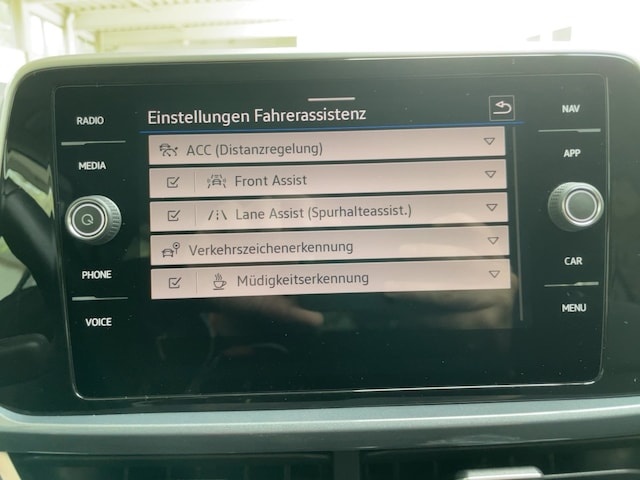 Einstellungen Fahrerassistenz
RADIO
MEDIA
PHONE
VOICE
ACC (Distanzregelung)
Front Assist
Lane Assist (Spurhalteassist.)
Verkehrszeichenerkennung
Müdigkeitserkennung
NAV
APP
CAR
MENU